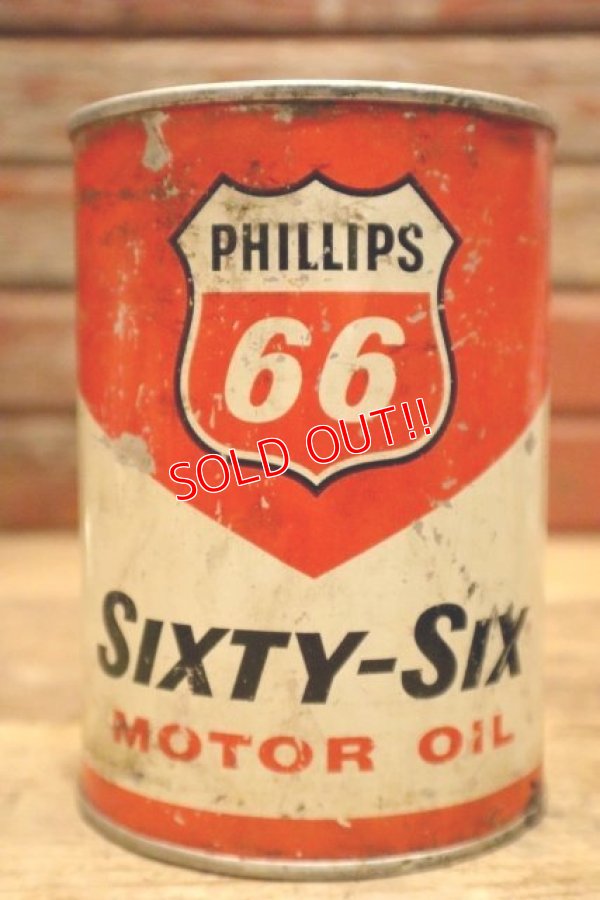 PHILLIPS
66
SOLD OUT!!
SIXTY-SIX
MOTOR OiL